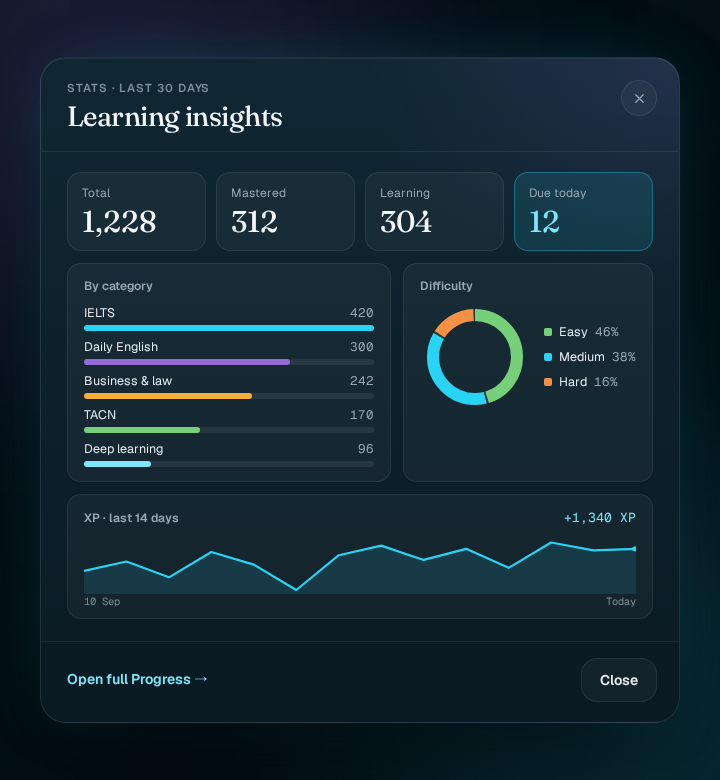 STATS · LAST 30 DAYS
Learning insights
Total
1,228
Mastered
312
Learning
304
Due today
12
By category
IELTS 420
Daily English 300
Business & law 242
TACN 170
Deep learning 96
Difficulty
Easy 46%
Medium 38%
Hard 16%
XP · last 14 days +1,340 XP
10 Sep Today
Open full Progress →
Close